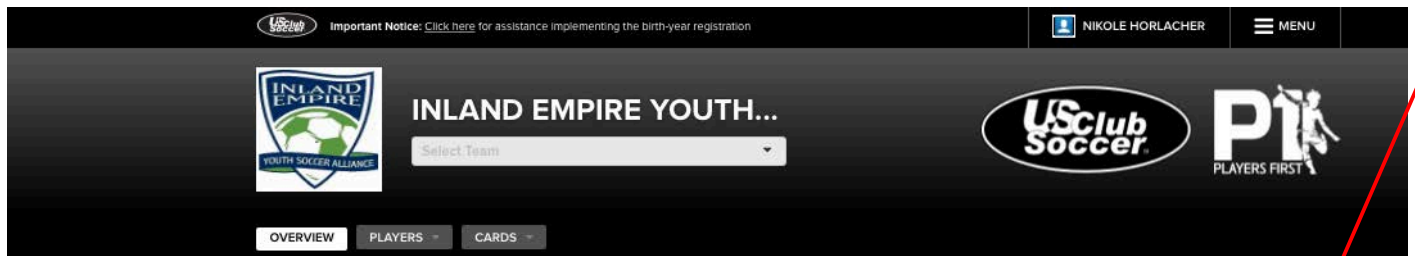 US Club
Soccer
Important Notice: Click here for assistance implementing the birth-year registration
NIKOLE HORLACHER
MENU
INLAND
EMPIRE
YOUTH SOCCER ALLIANCE
INLAND EMPIRE YOUTH...
Select Team
US Club
Soccer
P1
PLAYERS FIRST
OVERVIEW
PLAYERS
CARDS